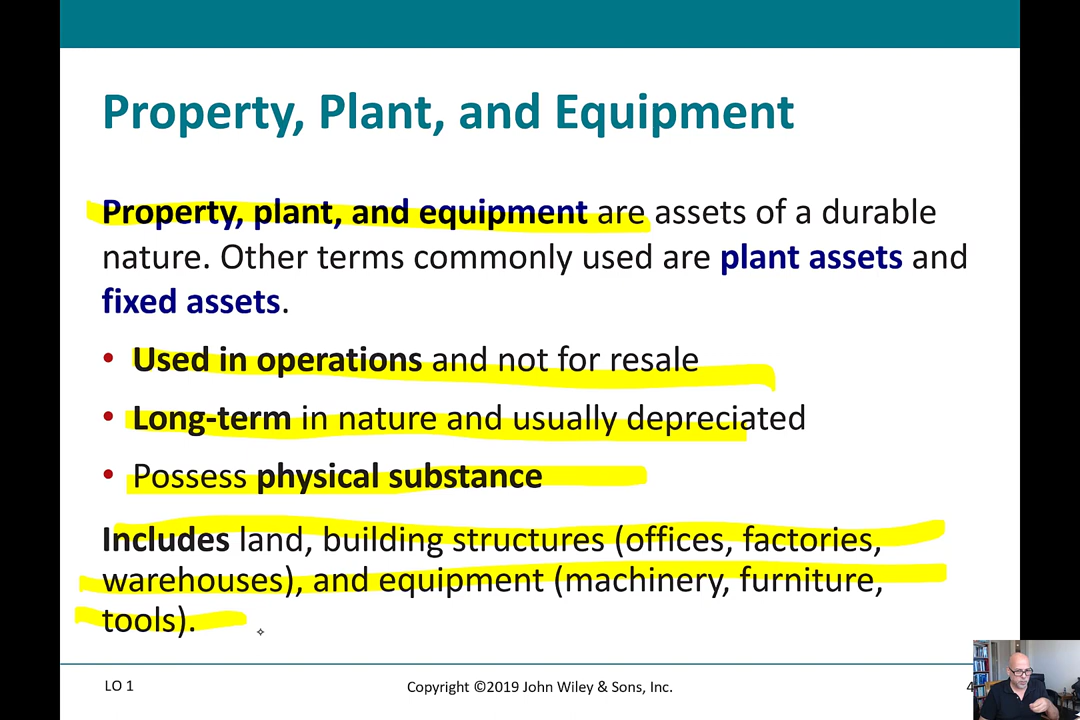 Property, Plant, and Equipment
Property, plant, and equipment are assets of a durable
nature. Other terms commonly used are plant assets and
fixed assets.
• Used in operations and not for resale
• Long-term in nature and usually depreciated
• Possess physical substance
Includes land, building structures (offices, factories,
warehouses), and equipment (machinery, furniture,
tools).
LO 1
Copyright ©2019 John Wiley & Sons, Inc.